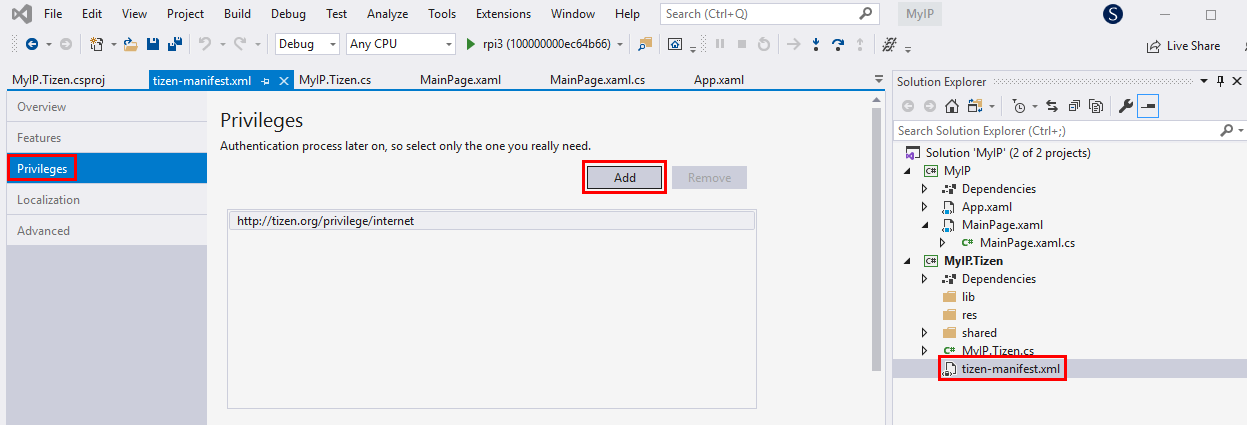 File Edit View Project Build Debug Test Analyze Tools Extensions Window Help Search (Ctrl+Q) MyIP S
Debug Any CPU rpi3 (100000000ec64b66) Live Share
MyIP.Tizen.csproj tizen-manifest.xml MyIP.Tizen.cs MainPage.xaml MainPage.xaml.cs App.xaml
Overview
Features
Privileges
Localization
Advanced
Privileges
Authentication process later on, so select only the one you really need.
Add Remove
http://tizen.org/privilege/internet
Solution Explorer
Search Solution Explorer (Ctrl+;)
Solution 'MyIP' (2 of 2 projects)
C# MyIP
Dependencies
App.xaml
MainPage.xaml
C# MainPage.xaml.cs
C# MyIP.Tizen
Dependencies
lib
res
shared
C# MyIP.Tizen.cs
tizen-manifest.xml